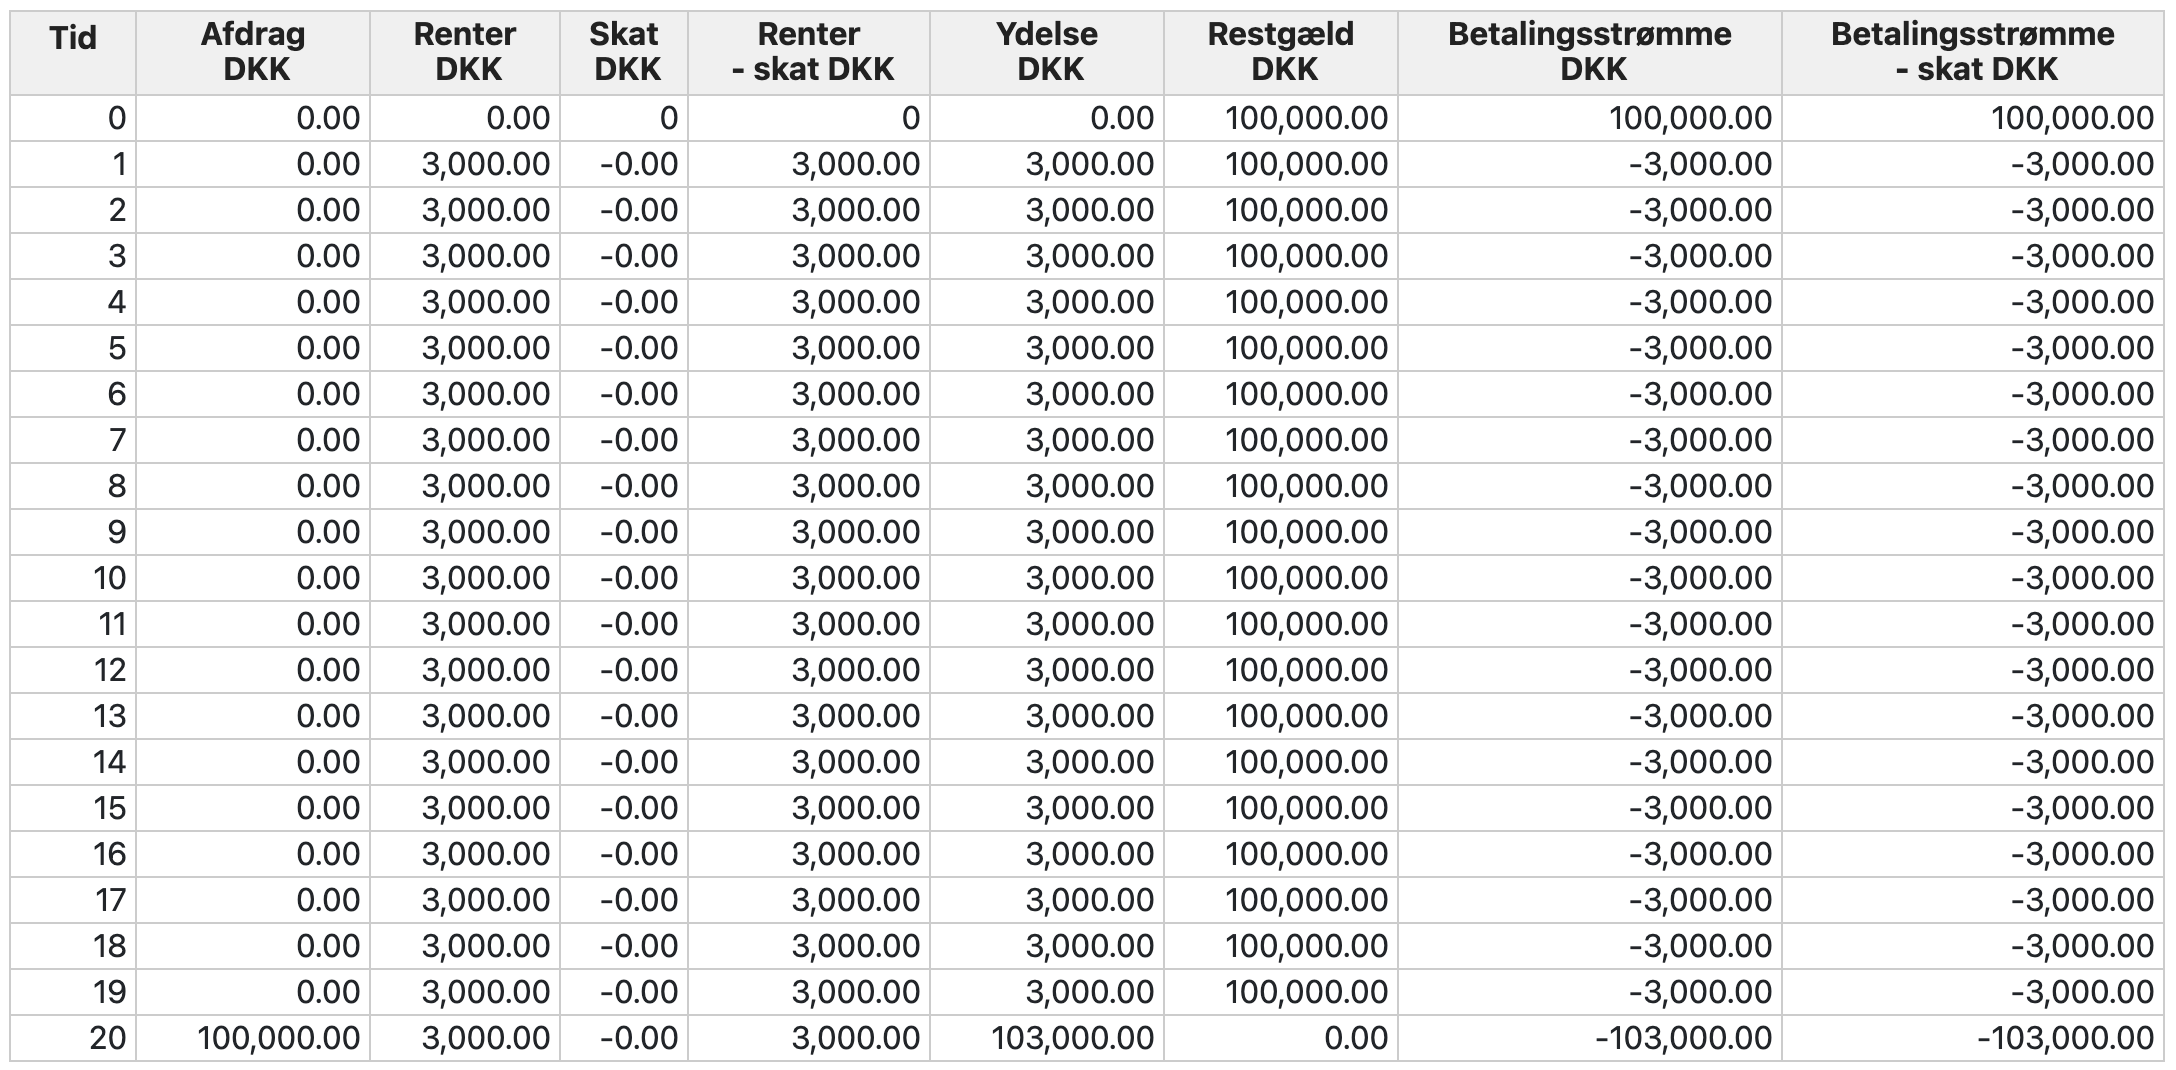 Tid Afdrag DKK Renter DKK Skat DKK Renter - skat DKK Ydelse DKK Restgæld DKK Betalingsstrømme DKK Betalingsstrømme - skat DKK
0 0.00 0.00 0 0 0.00 100,000.00 100,000.00 100,000.00
1 0.00 3,000.00 -0.00 3,000.00 3,000.00 100,000.00 -3,000.00 -3,000.00
2 0.00 3,000.00 -0.00 3,000.00 3,000.00 100,000.00 -3,000.00 -3,000.00
3 0.00 3,000.00 -0.00 3,000.00 3,000.00 100,000.00 -3,000.00 -3,000.00
4 0.00 3,000.00 -0.00 3,000.00 3,000.00 100,000.00 -3,000.00 -3,000.00
5 0.00 3,000.00 -0.00 3,000.00 3,000.00 100,000.00 -3,000.00 -3,000.00
6 0.00 3,000.00 -0.00 3,000.00 3,000.00 100,000.00 -3,000.00 -3,000.00
7 0.00 3,000.00 -0.00 3,000.00 3,000.00 100,000.00 -3,000.00 -3,000.00
8 0.00 3,000.00 -0.00 3,000.00 3,000.00 100,000.00 -3,000.00 -3,000.00
9 0.00 3,000.00 -0.00 3,000.00 3,000.00 100,000.00 -3,000.00 -3,000.00
10 0.00 3,000.00 -0.00 3,000.00 3,000.00 100,000.00 -3,000.00 -3,000.00
11 0.00 3,000.00 -0.00 3,000.00 3,000.00 100,000.00 -3,000.00 -3,000.00
12 0.00 3,000.00 -0.00 3,000.00 3,000.00 100,000.00 -3,000.00 -3,000.00
13 0.00 3,000.00 -0.00 3,000.00 3,000.00 100,000.00 -3,000.00 -3,000.00
14 0.00 3,000.00 -0.00 3,000.00 3,000.00 100,000.00 -3,000.00 -3,000.00
15 0.00 3,000.00 -0.00 3,000.00 3,000.00 100,000.00 -3,000.00 -3,000.00
16 0.00 3,000.00 -0.00 3,000.00 3,000.00 100,000.00 -3,000.00 -3,000.00
17 0.00 3,000.00 -0.00 3,000.00 3,000.00 100,000.00 -3,000.00 -3,000.00
18 0.00 3,000.00 -0.00 3,000.00 3,000.00 100,000.00 -3,000.00 -3,000.00
19 0.00 3,000.00 -0.00 3,000.00 3,000.00 100,000.00 -3,000.00 -3,000.00
20 100,000.00 3,000.00 -0.00 3,000.00 103,000.00 0.00 -103,000.00 -103,000.00